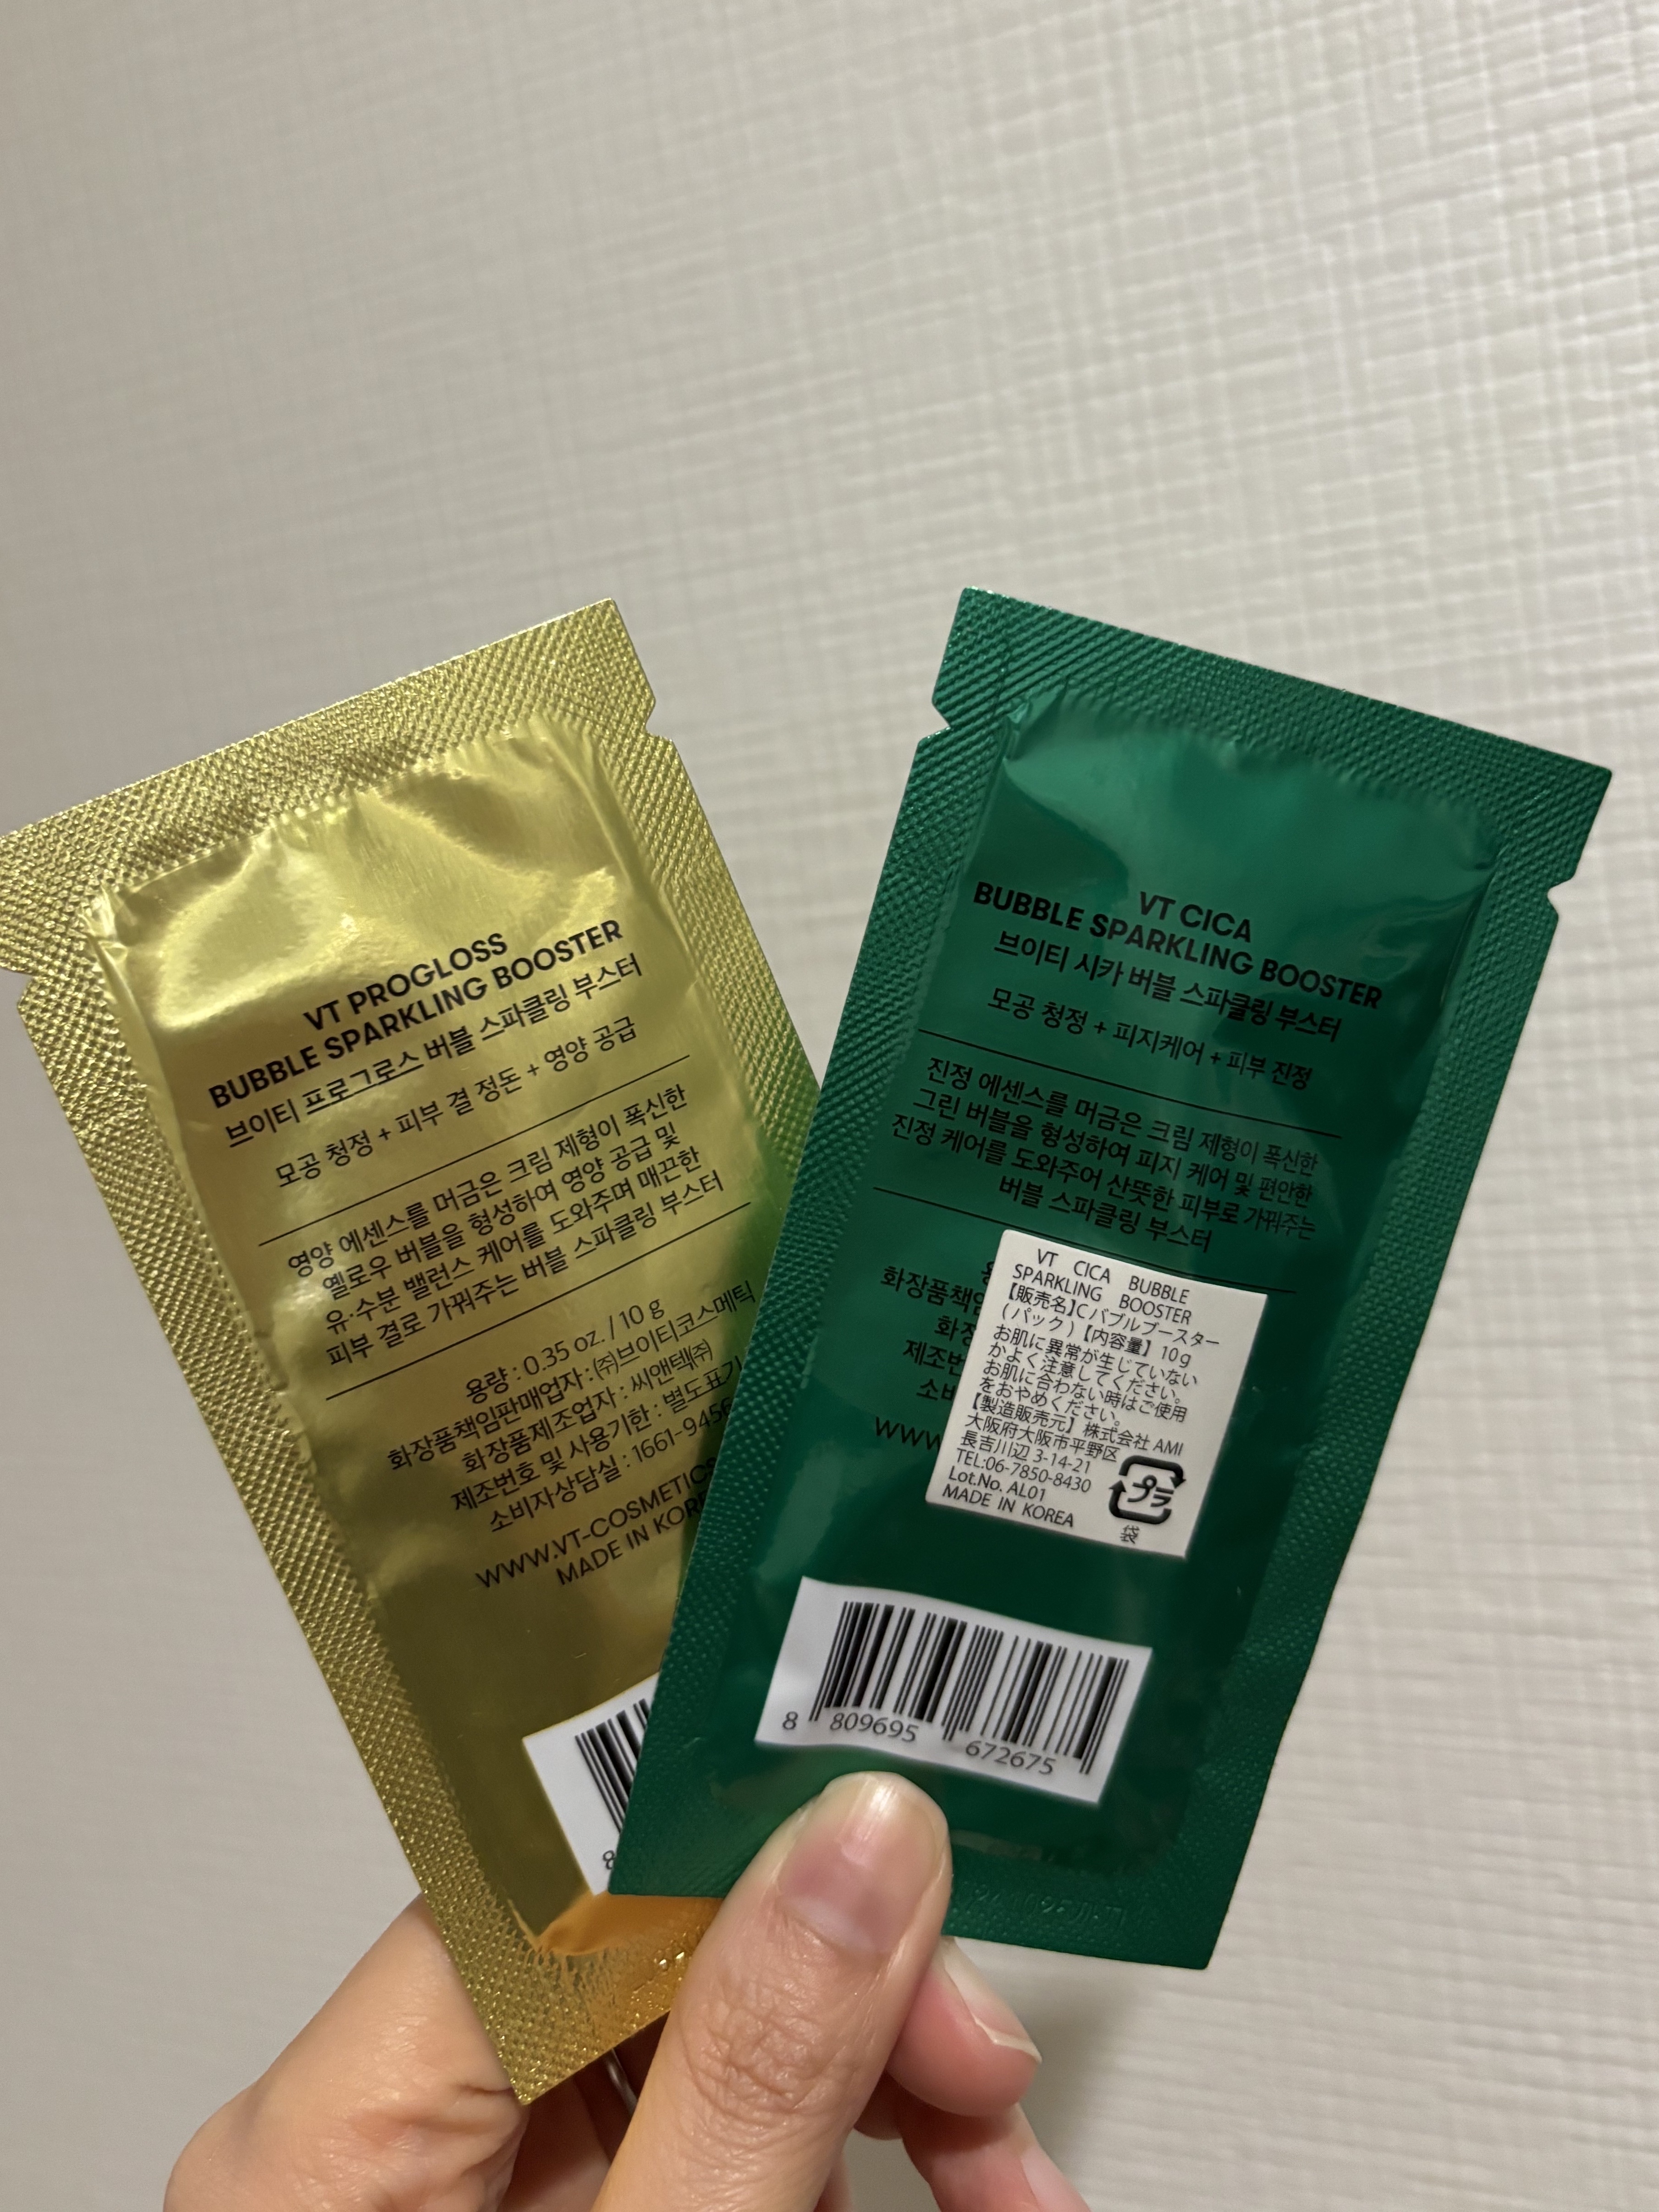 VT PROGLOSS
BUBBLE SPARKLING BOOSTER
브이티 프로그로스 버블 스파클링 부스터
모공 청정 + 피부 결 정돈 + 영양 공급
영양 에센스를 머금은 크림 제형이 폭신한
옐로우 버블을 형성하여 영양 공급 및
유·수분 밸런스 케어를 도와주며 매끈한
피부 결로 가꿔주는 버블 스파클링 부스터
용량 : 0.35 oz. / 10 g
화장품책임판매업자 : ㈜브이티코스메틱
화장품제조업자 : 씨앤텍㈜
제조번호 및 사용기한 : 별도표기
소비자상담실 : 1661-9456
WWW.VT-COSMETICS
MADE IN KORE
8
VT CICA
BUBBLE SPARKLING BOOSTER
브이티 시카 버블 스파클링 부스터
모공 청정 + 피지케어 + 피부 진정
진정 에센스를 머금은 크림 제형이 폭신한
그린 버블을 형성하여 피지 케어 및 편안한
진정 케어를 도와주어 산뜻한 피부로 가꿔주는
버블 스파클링 부스터
화장품책임
화장
제조번
소비
WWW
VT CICA BUBBLE
SPARKLING BOOSTER
【販売名】Cバブルブースター
(パック)【内容量】10g
お肌に異常が生じていない
かよく注意してください。
お肌に合わない時はご使用
をおやめください。
【製造販売元】株式会社 AMI
大阪府大阪市平野区
長吉川辺 3-14-21
TEL:06-7850-8430
Lot.No. AL01
MADE IN KOREA
プラ
袋
8 809695 672675